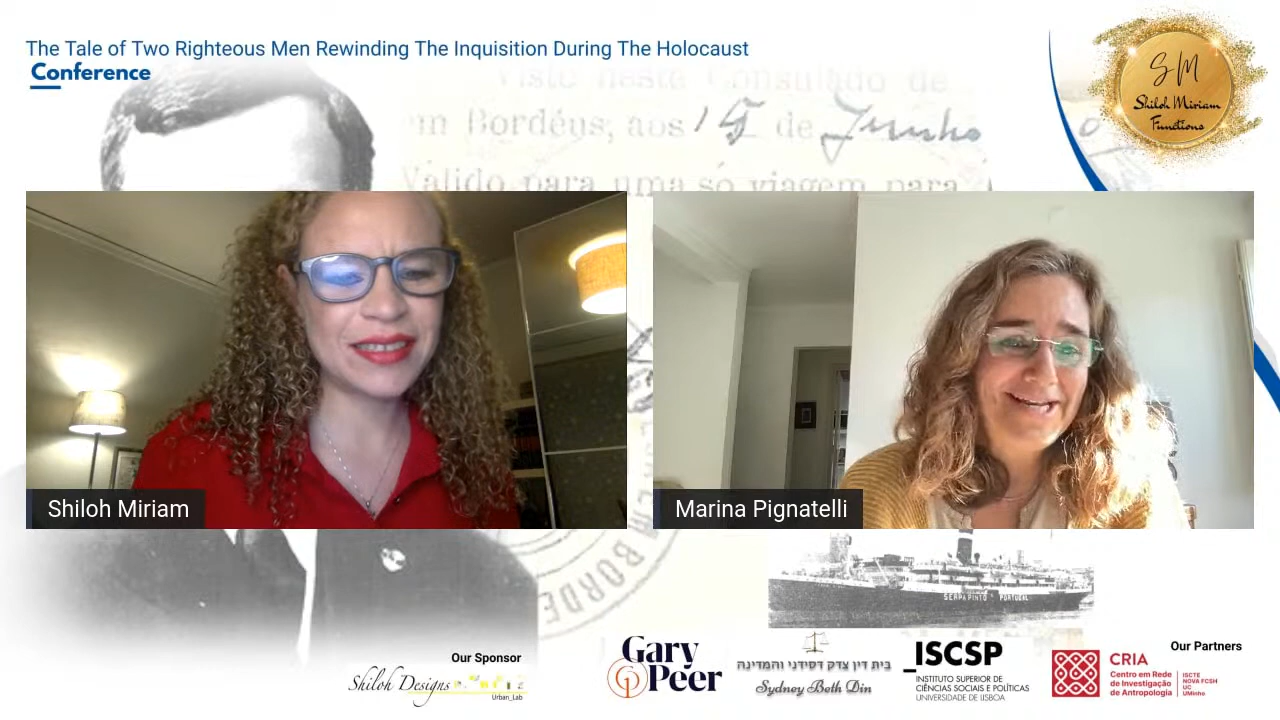 The Tale of Two Righteous Men Rewinding The Inquisition During The Holocaust
Conference
SM
Shiloh Miriam
Functions
Visto neste Consulado de
em Bordéus, aos 15 de Junho
Valido para uma só viagem para
Shiloh Miriam
Marina Pignatelli
EM BORDE
SERPA PINTO - PORTUGAL
Our Sponsor
Shiloh Designs
Urban_Lab
Gary
Peer
בית דין צדק דסידני והמדינה
Sydney Beth Din
_ISCSP
INSTITUTO SUPERIOR DE
CIÊNCIAS SOCIAIS E POLÍTICAS
UNIVERSIDADE DE LISBOA
Our Partners
CRIA
Centro em Rede
de Investigação
de Antropologia
ISCTE
NOVA FCSH
UC
UMinho